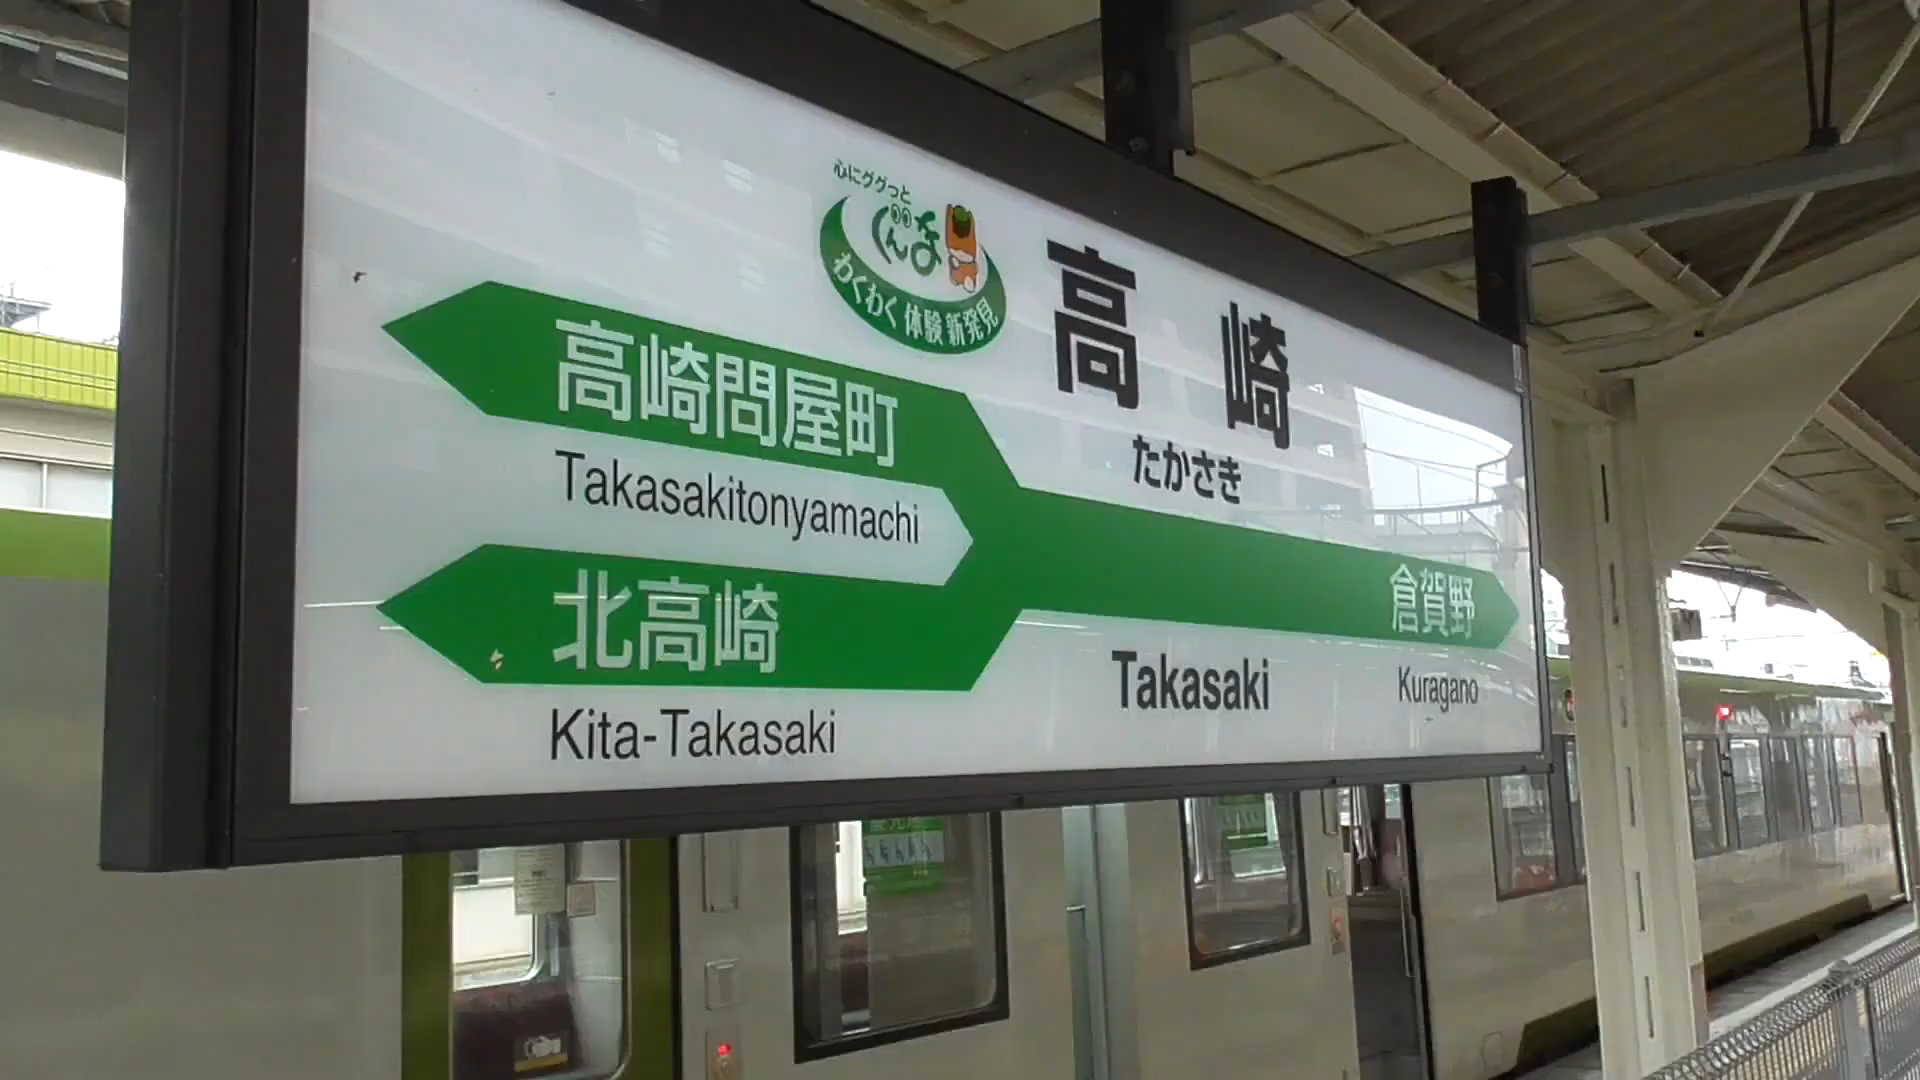 心にググっと
ぐんま
わくわく 体験 新発見
高崎
たかさき
高崎問屋町
Takasakitonyamachi
北高崎
Kita-Takasaki
倉賀野
Takasaki
Kuragano